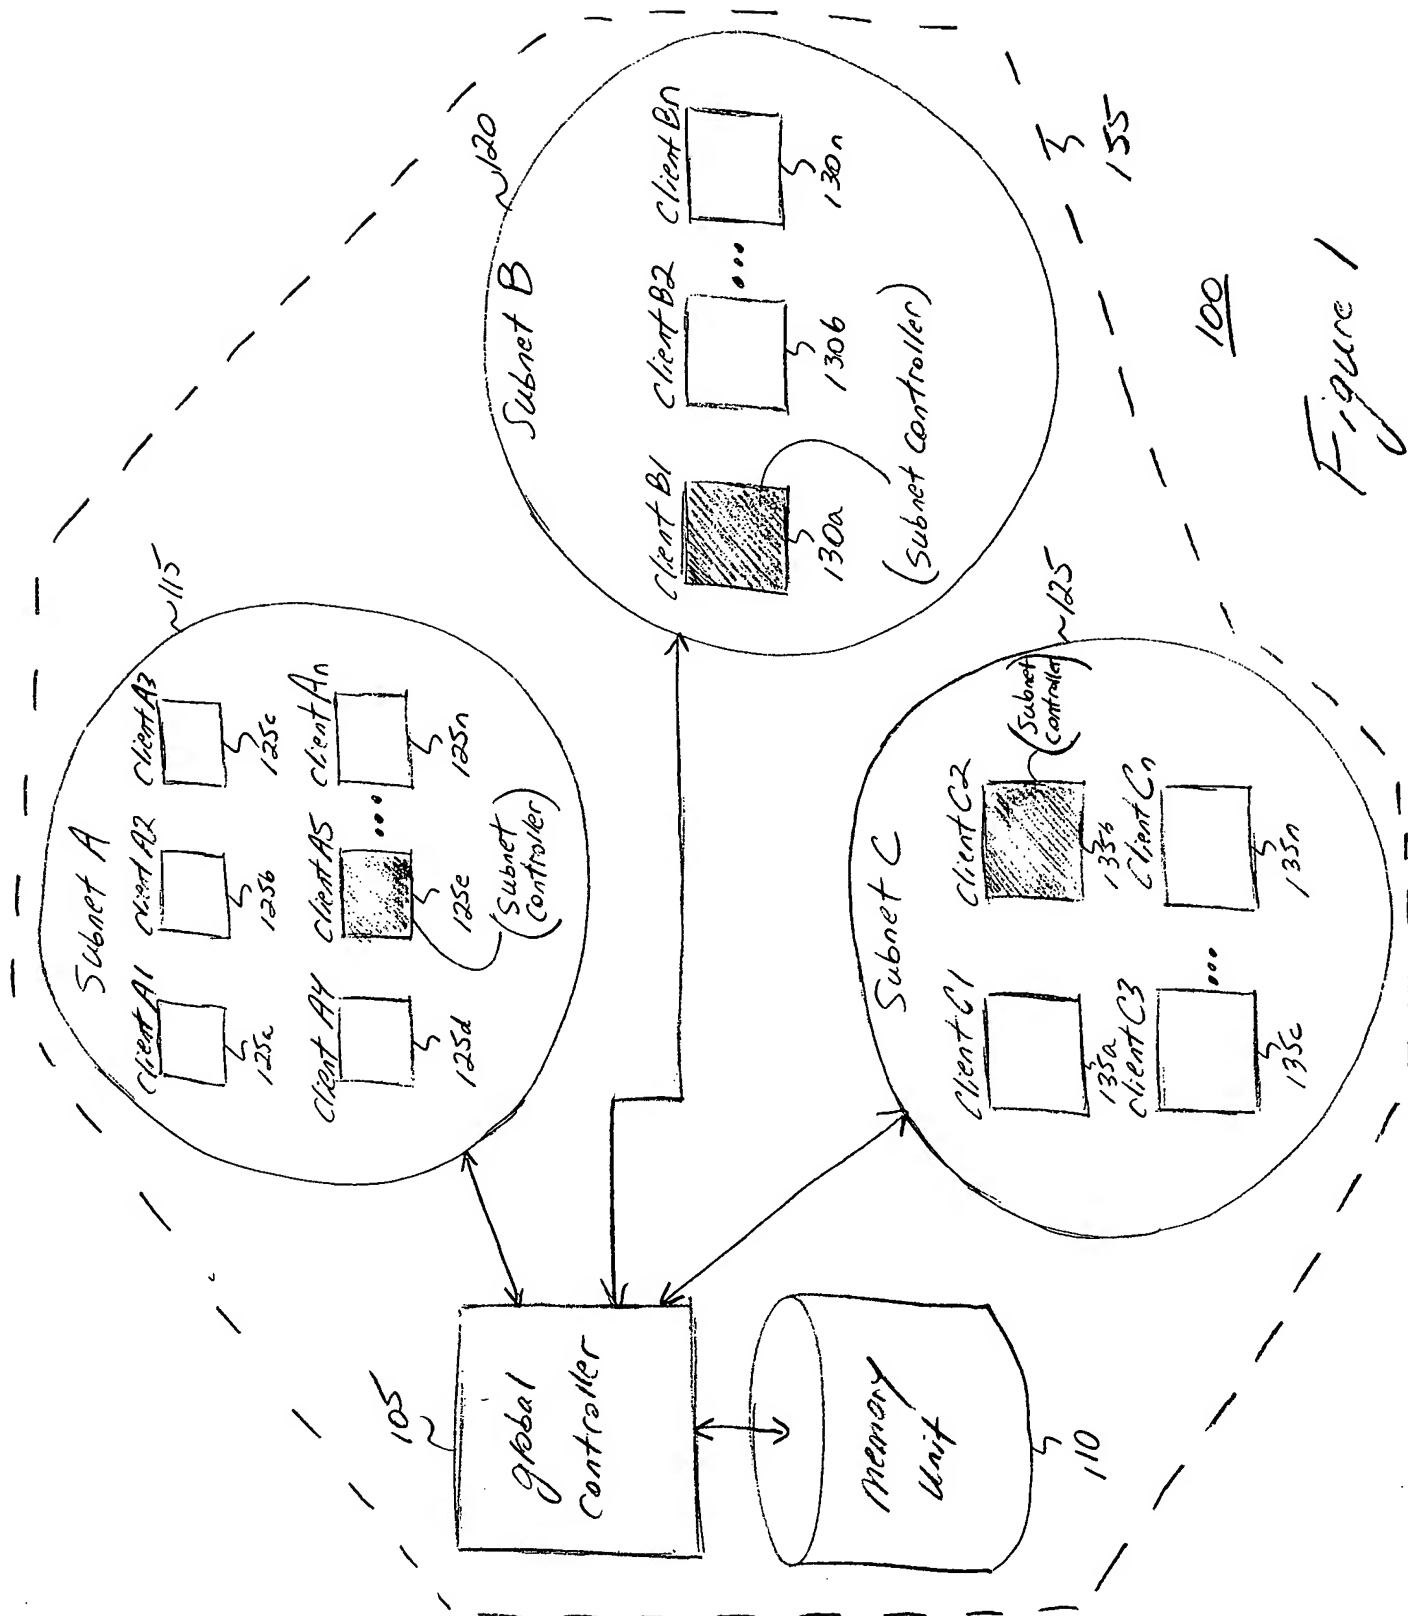 Subnet A
~115
Client A1
Client A2
Client A3
125a
125b
125c
Client A4
Client A5
...
Client An
125d
125e
125n
(Subnet
Controller)
~120
Subnet B
Client B1
Client B2
...
Client Bn
130a
130b
130n
(Subnet Controller)
105
global
controller
memory
Unit
110
Subnet C
~125
Client C1
Client C2
(Subnet
Controller)
135a
135b
Client C3
...
Client Cn
135c
135n
155
100
Figure 1